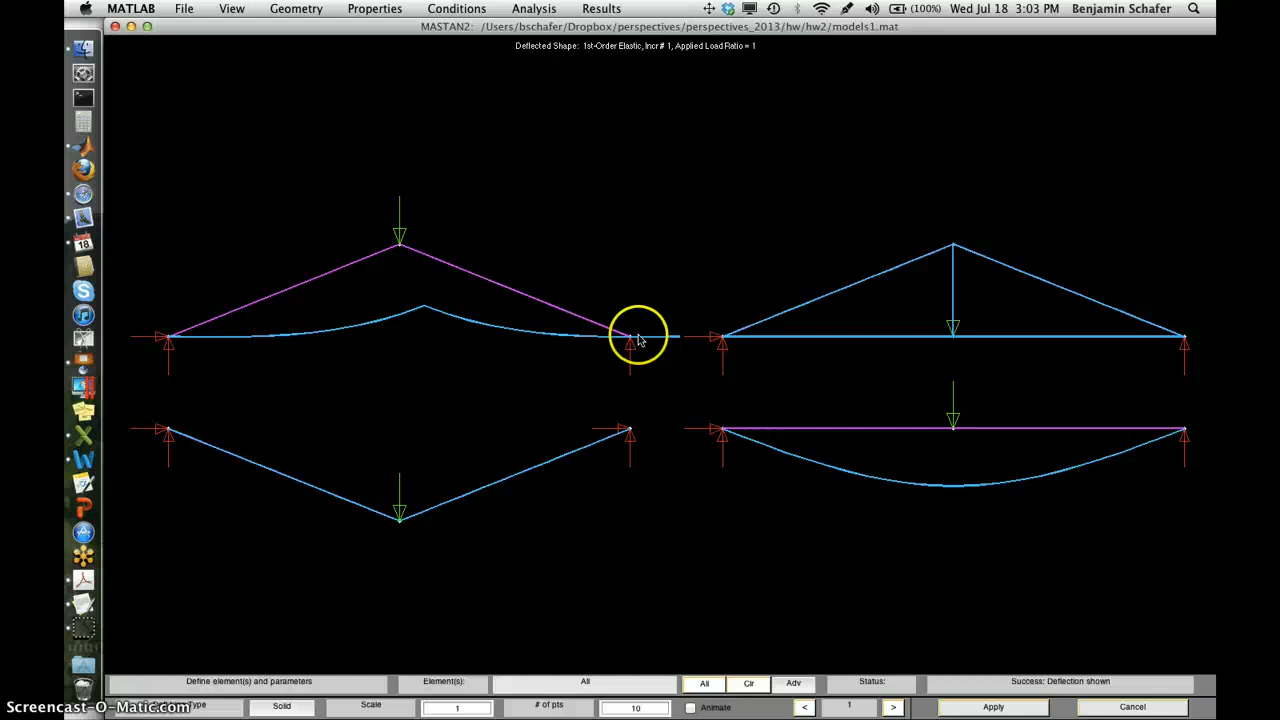 MATLAB File View Geometry Properties Conditions Analysis Results (100%) Wed Jul 18 3:03 PM Benjamin Schafer
MASTAN2: /Users/bschafer/Dropbox/perspectives/perspectives_2013/hw/hw2/models1.mat
Deflected Shape: 1st-Order Elastic, Incr # 1, Applied Load Ratio = 1
18
Define element(s) and parameters Element(s): All All Clr Adv Status: Success: Deflection shown
Type Solid Scale 1 # of pts 10 Animate < 1 > Apply Cancel
Screencast-O-Matic.com